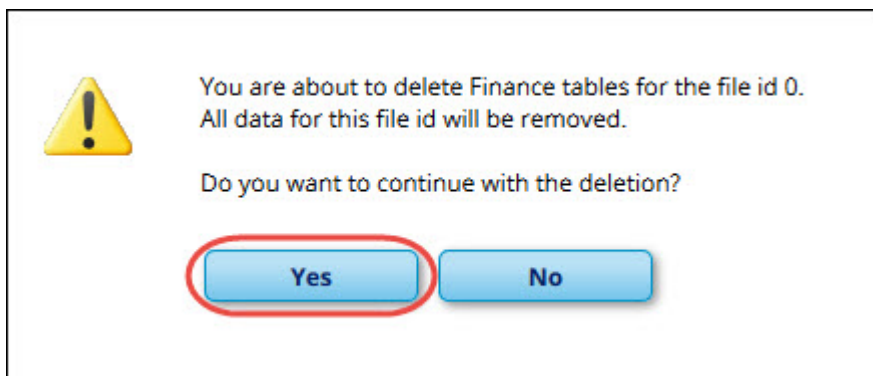 You are about to delete Finance tables for the file id 0.
All data for this file id will be removed.
Do you want to continue with the deletion?
Yes No